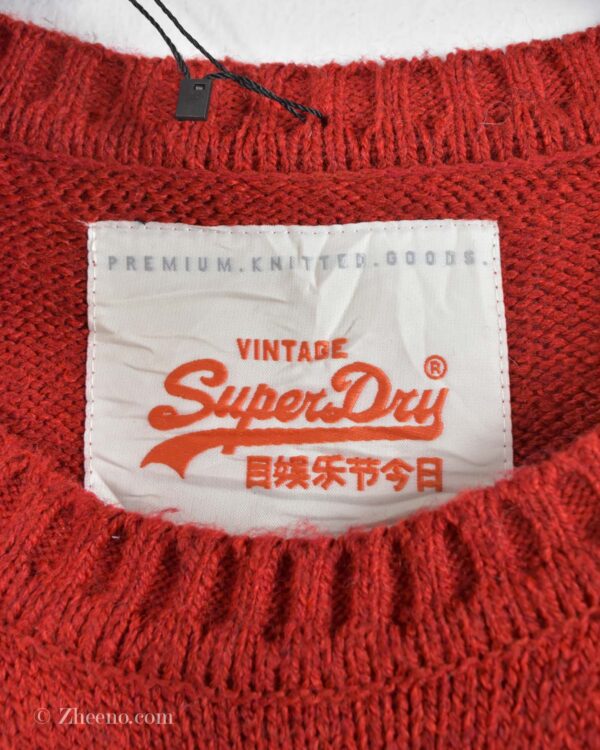 PREMIUM.KNITTED.GOODS.
VINTAGE
SuperDry®
目娱乐节今日
© Zheeno.com